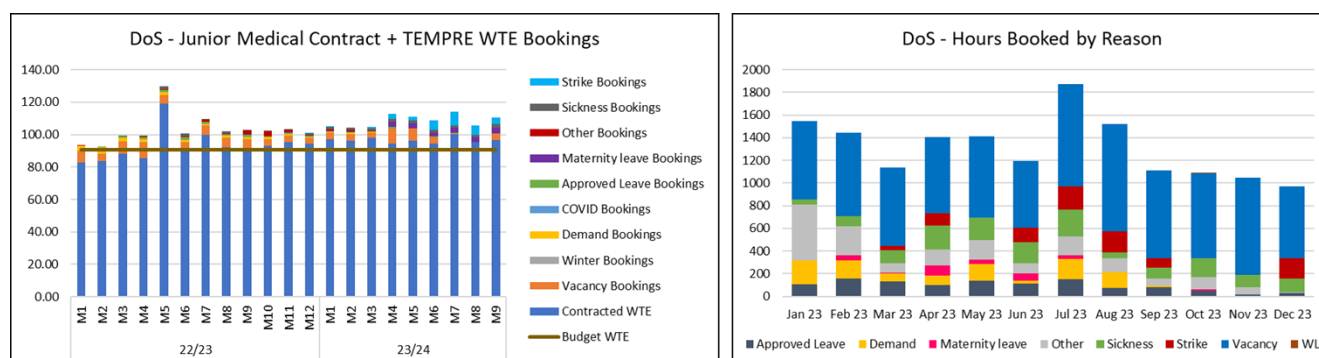 DoS - Junior Medical Contract + TEMPRE WTE Bookings
140.00
120.00
100.00
80.00
60.00
40.00
20.00
0.00
M1
M2
M3
M4
M5
M6
M7
M8
M9
M10
M11
M12
M1
M2
M3
M4
M5
M6
M7
M8
M9
22/23
23/24
Strike Bookings
Sickness Bookings
Other Bookings
Maternity leave Bookings
Approved Leave Bookings
COVID Bookings
Demand Bookings
Winter Bookings
Vacancy Bookings
Contracted WTE
Budget WTE
DoS - Hours Booked by Reason
2000
1800
1600
1400
1200
1000
800
600
400
200
0
Jan 23 Feb 23 Mar 23 Apr 23 May 23 Jun 23 Jul 23 Aug 23 Sep 23 Oct 23 Nov 23 Dec 23
Approved Leave Demand Maternity leave Other Sickness Strike Vacancy WL